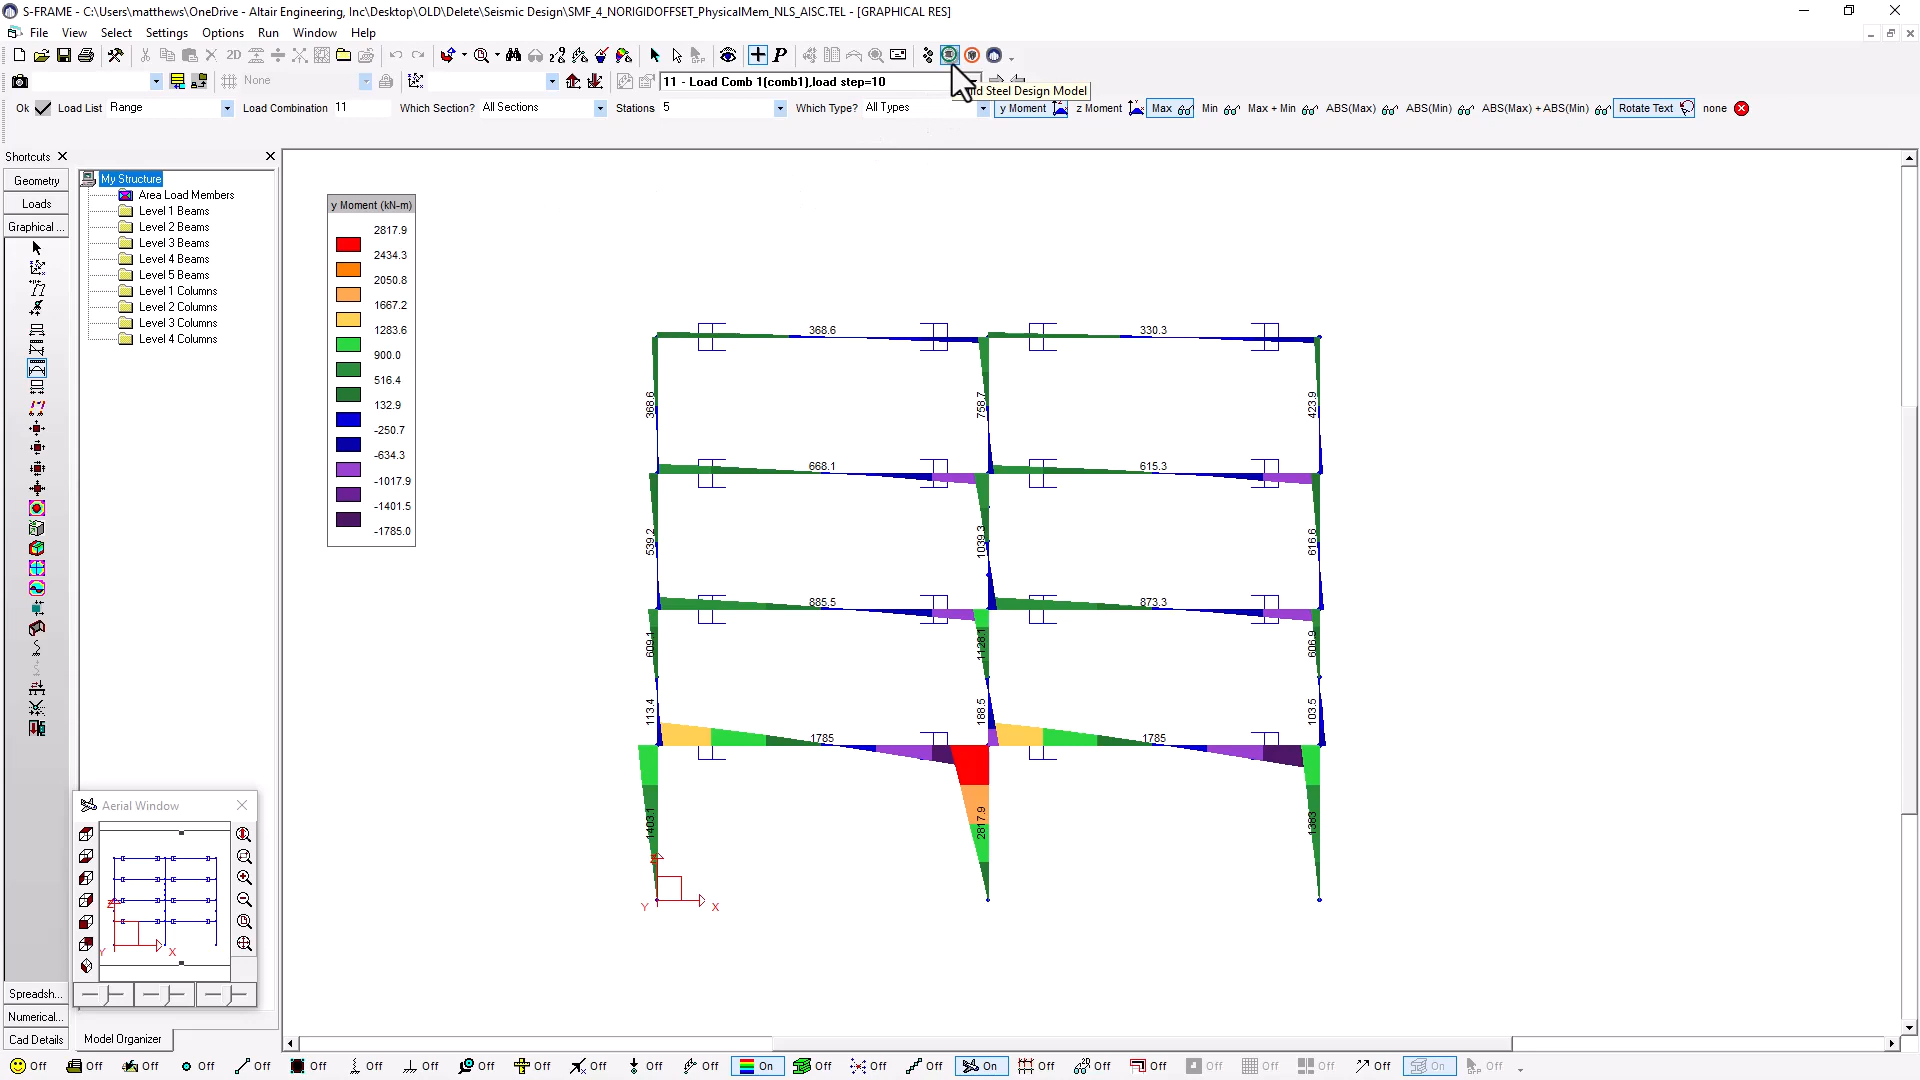 S-FRAME - C:\Users\matthews\OneDrive - Altair Engineering, Inc\Desktop\OLD\Delete\Seismic Design\SMF_4_NORIGIDOFFSET_PhysicalMem_NLS_AISC.TEL - [GRAPHICAL RES]
File View Select Settings Options Run Window Help
2D
None 11 - Load Comb 1(comb1),load step=10
d Steel Design Model
Ok Load List Range Load Combination 11 Which Section? All Sections Stations 5 Which Type? All Types y Moment z Moment Max Min Max + Min ABS(Max) ABS(Min) ABS(Max) + ABS(Min) Rotate Text none
Shortcuts
Geometry
Loads
Graphical ...
My Structure
Area Load Members
Level 1 Beams
Level 2 Beams
Level 3 Beams
Level 4 Beams
Level 5 Beams
Level 1 Columns
Level 2 Columns
Level 3 Columns
Level 4 Columns
y Moment (kN-m)
2817.9
2434.3
2050.8
1667.2
1283.6
900.0
516.4
132.9
-250.7
-634.3
-1017.9
-1401.5
-1785.0
368.6 330.3
368.6 758.7 423.9
668.1 615.3
539.2 1039.3 616.6
885.5 873.3
609.1 1128.1 606.9
113.4 188.5 103.5
1785 1785
1403.1 2817.9 1383
Z
Y X
Aerial Window
Z
Y X
Spreadsh...
Numerical...
Cad Details
Model Organizer
Off Off Off Off Off Off Off Off Off Off Off Off Off On Off Off Off On Off Off Off Off Off Off Off On Off